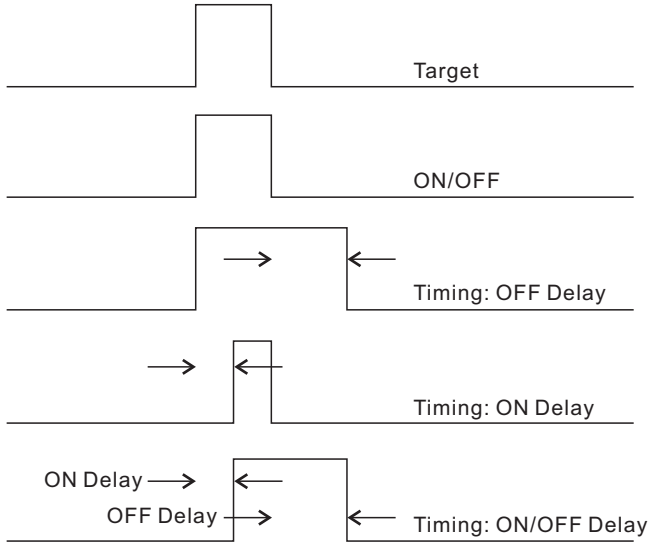 Target
ON/OFF
Timing: OFF Delay
Timing: ON Delay
ON Delay
OFF Delay
Timing: ON/OFF Delay